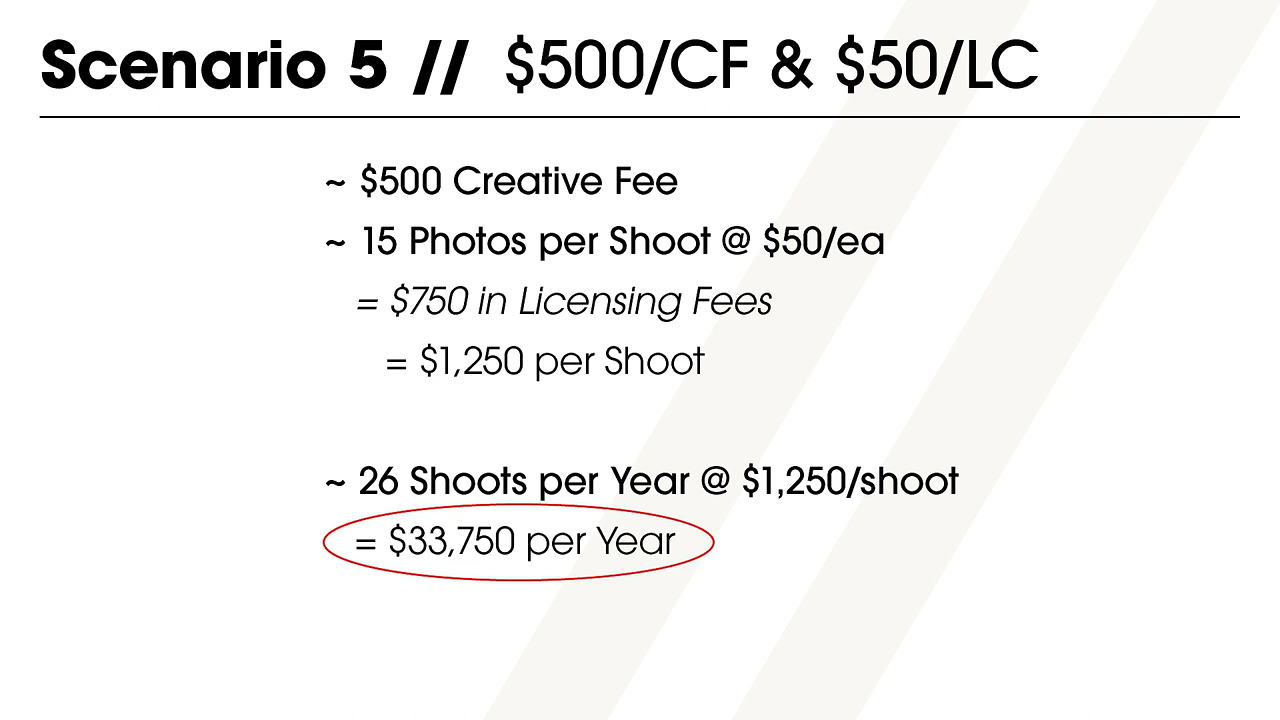 Scenario 5 // $500/CF & $50/LC
~ $500 Creative Fee
~ 15 Photos per Shoot @ $50/ea
= $750 in Licensing Fees
= $1,250 per Shoot
~ 26 Shoots per Year @ $1,250/shoot
= $33,750 per Year